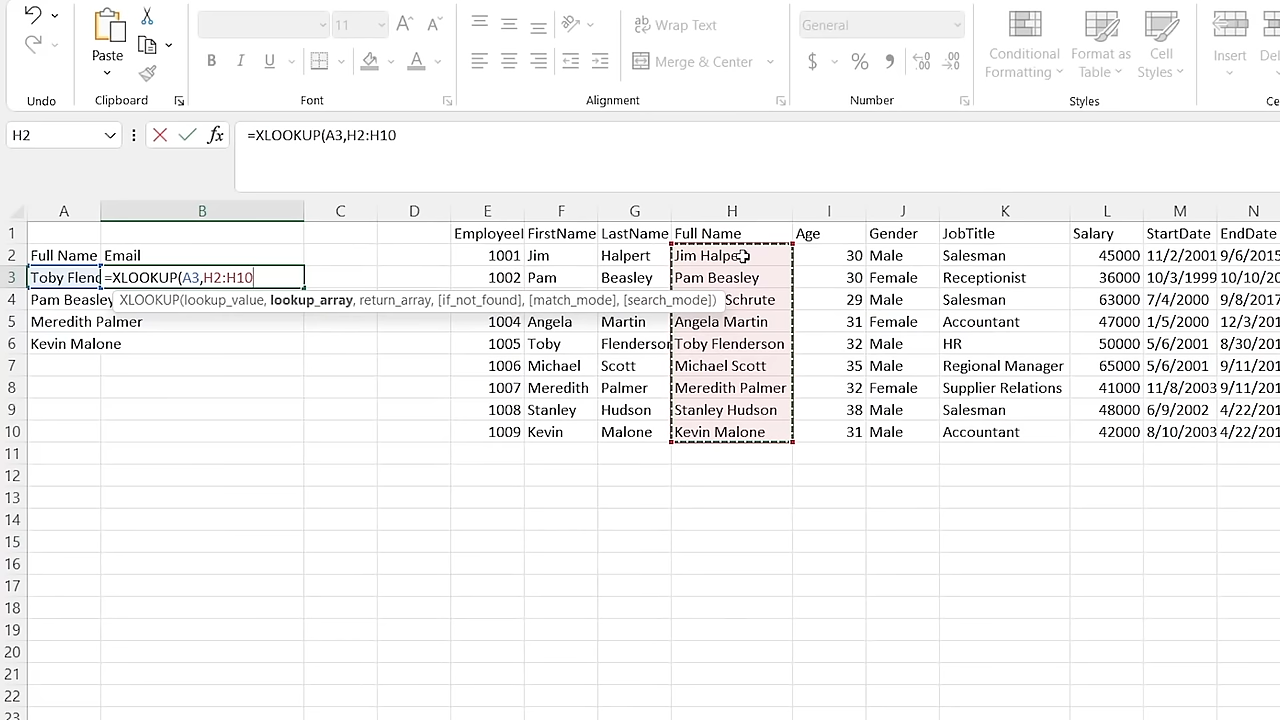 11
ab Wrap Text
General
Paste
Merge & Center
$ % 9 .00
Conditional Formatting
Format as Table
Cell Styles
Insert
Undo Clipboard Font Alignment Number Styles
H2 fx =XLOOKUP(A3,H2:H10
A B C D E F G H I J K L M N
1 EmployeeI FirstName LastName Full Name Age Gender JobTitle Salary StartDate EndDate
2 Full Name Email 1001 Jim Halpert Jim Halpe 30 Male Salesman 45000 11/2/2001 9/6/2015
3 Toby Flend =XLOOKUP(A3,H2:H10 1002 Pam Beasley Pam Beasley 30 Female Receptionist 36000 10/3/1999 10/10/20
4 Pam Beasley XLOOKUP(lookup_value, lookup_array, return_array, [if_not_found], [match_mode], [search_mode]) Schrute 29 Male Salesman 63000 7/4/2000 9/8/2017
5 Meredith Palmer 1004 Angela Martin Angela Martin 31 Female Accountant 47000 1/5/2000 12/3/201
6 Kevin Malone 1005 Toby Flenderson Toby Flenderson 32 Male HR 50000 5/6/2001 8/30/201
7 1006 Michael Scott Michael Scott 35 Male Regional Manager 65000 5/6/2001 9/11/201
8 1007 Meredith Palmer Meredith Palmer 32 Female Supplier Relations 41000 11/8/2003 9/11/201
9 1008 Stanley Hudson Stanley Hudson 38 Male Salesman 48000 6/9/2002 4/22/201
10 1009 Kevin Malone Kevin Malone 31 Male Accountant 42000 8/10/2003 4/22/201
11
12
13
14
15
16
17
18
19
20
21
22
23